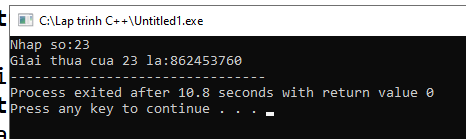 C:\Lap trinh C++\Untitled1.exe
Nhap so:23
Giai thua cua 23 la:862453760
--------------------------------
Process exited after 10.8 seconds with return value 0
Press any key to continue . . .